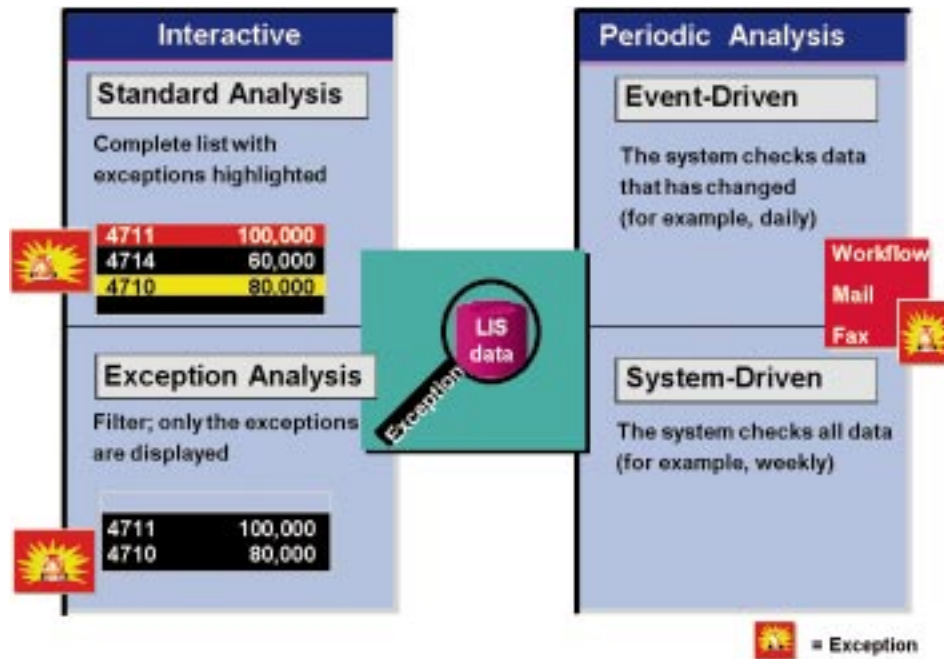 Interactive
Standard Analysis
Complete list with
exceptions highlighted
4711 100,000
4714 60,000
4710 80,000
Exception Analysis
Filter; only the exceptions
are displayed
4711 100,000
4710 80,000
LIS
data
Exception
Periodic Analysis
Event-Driven
The system checks data
that has changed
(for example, daily)
Workflow
Mail
Fax
System-Driven
The system checks all data
(for example, weekly)
= Exception